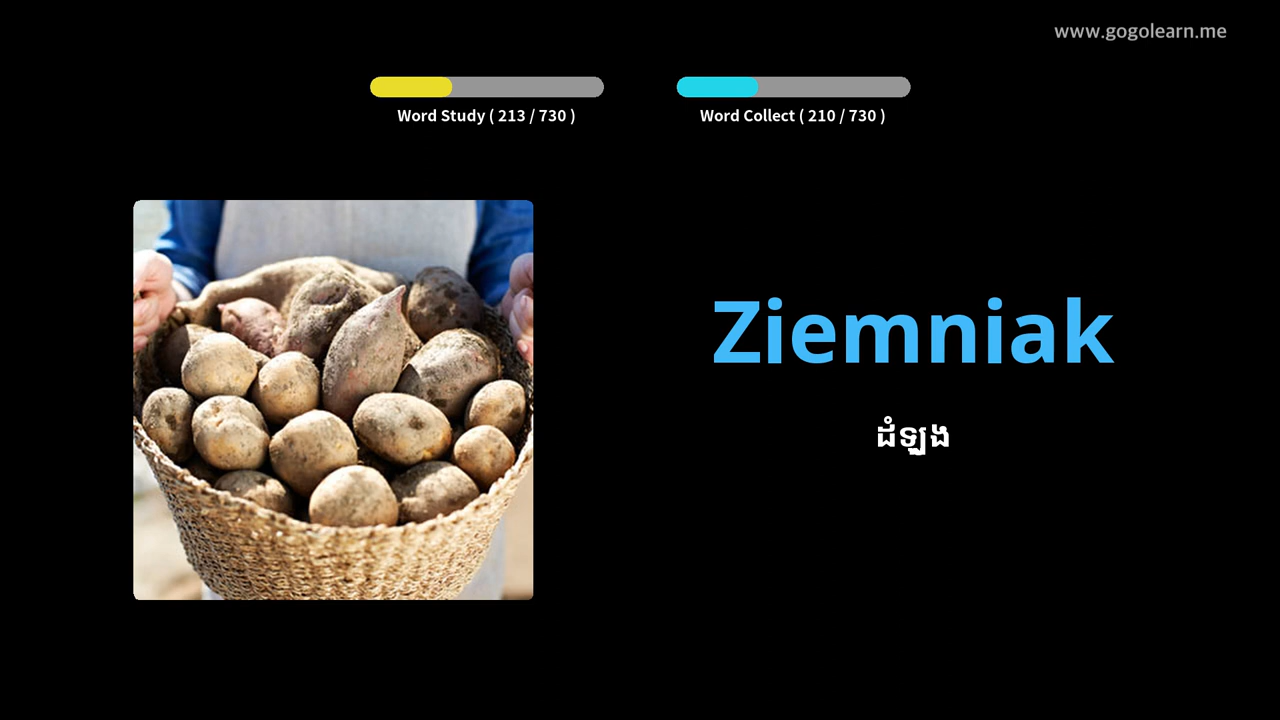 www.gogolearn.me
Word Study ( 213 / 730 )
Word Collect ( 210 / 730 )
Ziemniak
ដំឡូង